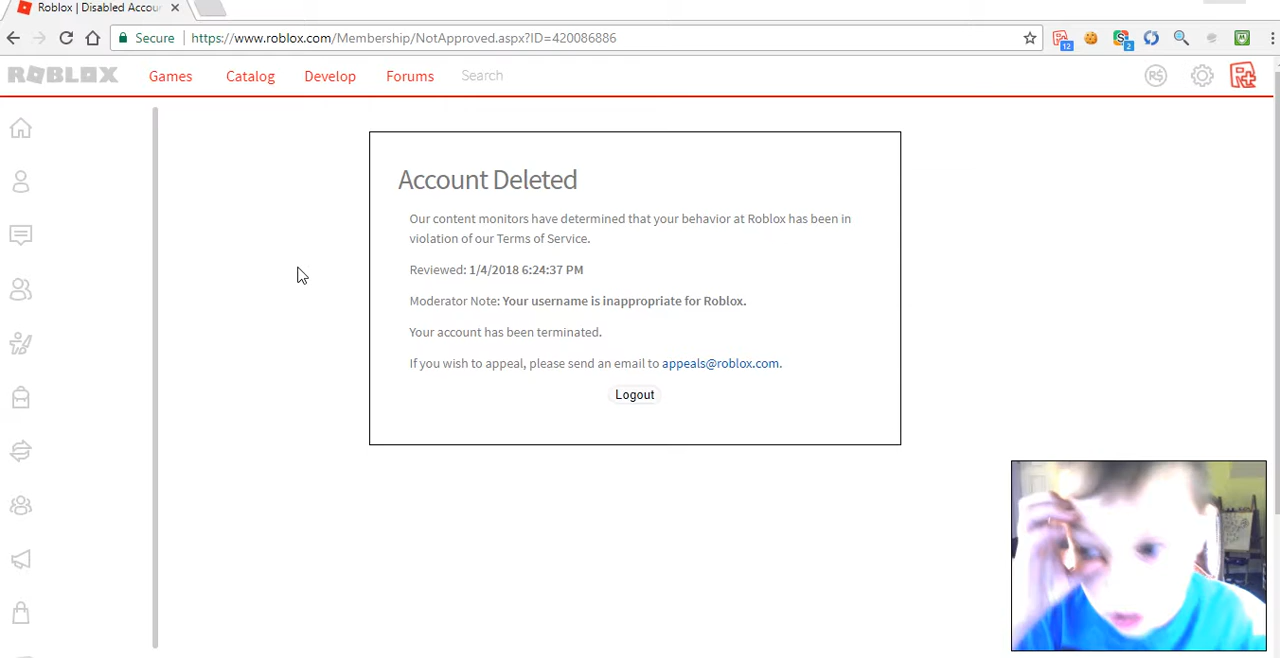 Roblox | Disabled Accou
Secure https://www.roblox.com/Membership/NotApproved.aspx?ID=420086886
12
S
2
ROBLOX Games Catalog Develop Forums Search R$ R+
Account Deleted
Our content monitors have determined that your behavior at Roblox has been in
violation of our Terms of Service.
Reviewed: 1/4/2018 6:24:37 PM
Moderator Note: Your username is inappropriate for Roblox.
Your account has been terminated.
If you wish to appeal, please send an email to appeals@roblox.com.
Logout